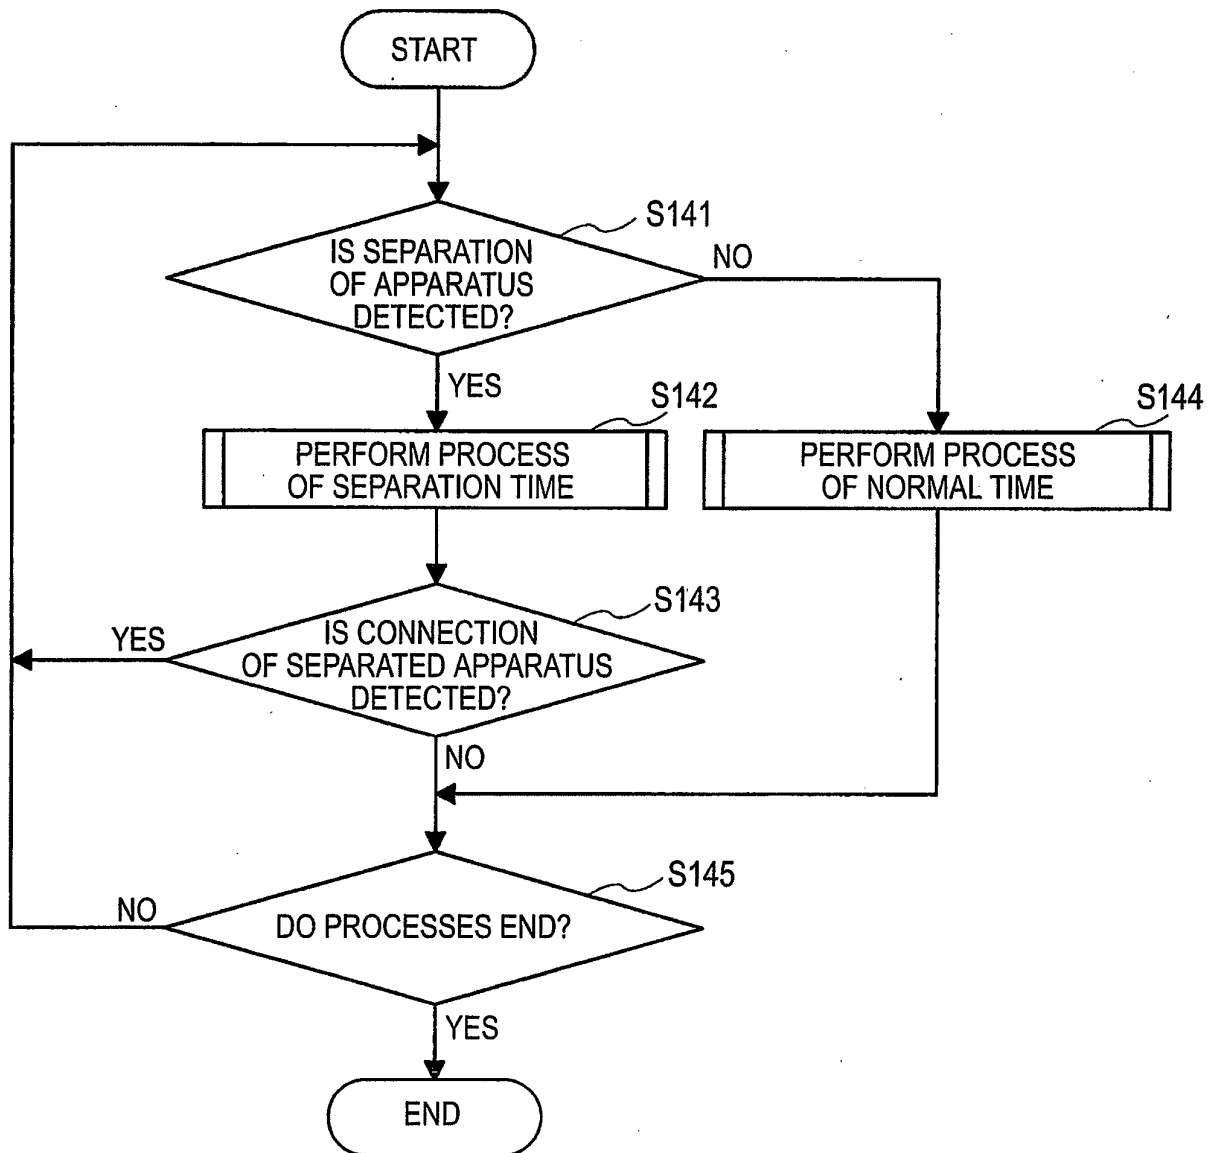 START
S141
IS SEPARATION
OF APPARATUS
DETECTED?
NO
YES
S142
PERFORM PROCESS
OF SEPARATION TIME
S144
PERFORM PROCESS
OF NORMAL TIME
S143
YES
IS CONNECTION
OF SEPARATED APPARATUS
DETECTED?
NO
S145
NO
DO PROCESSES END?
YES
END